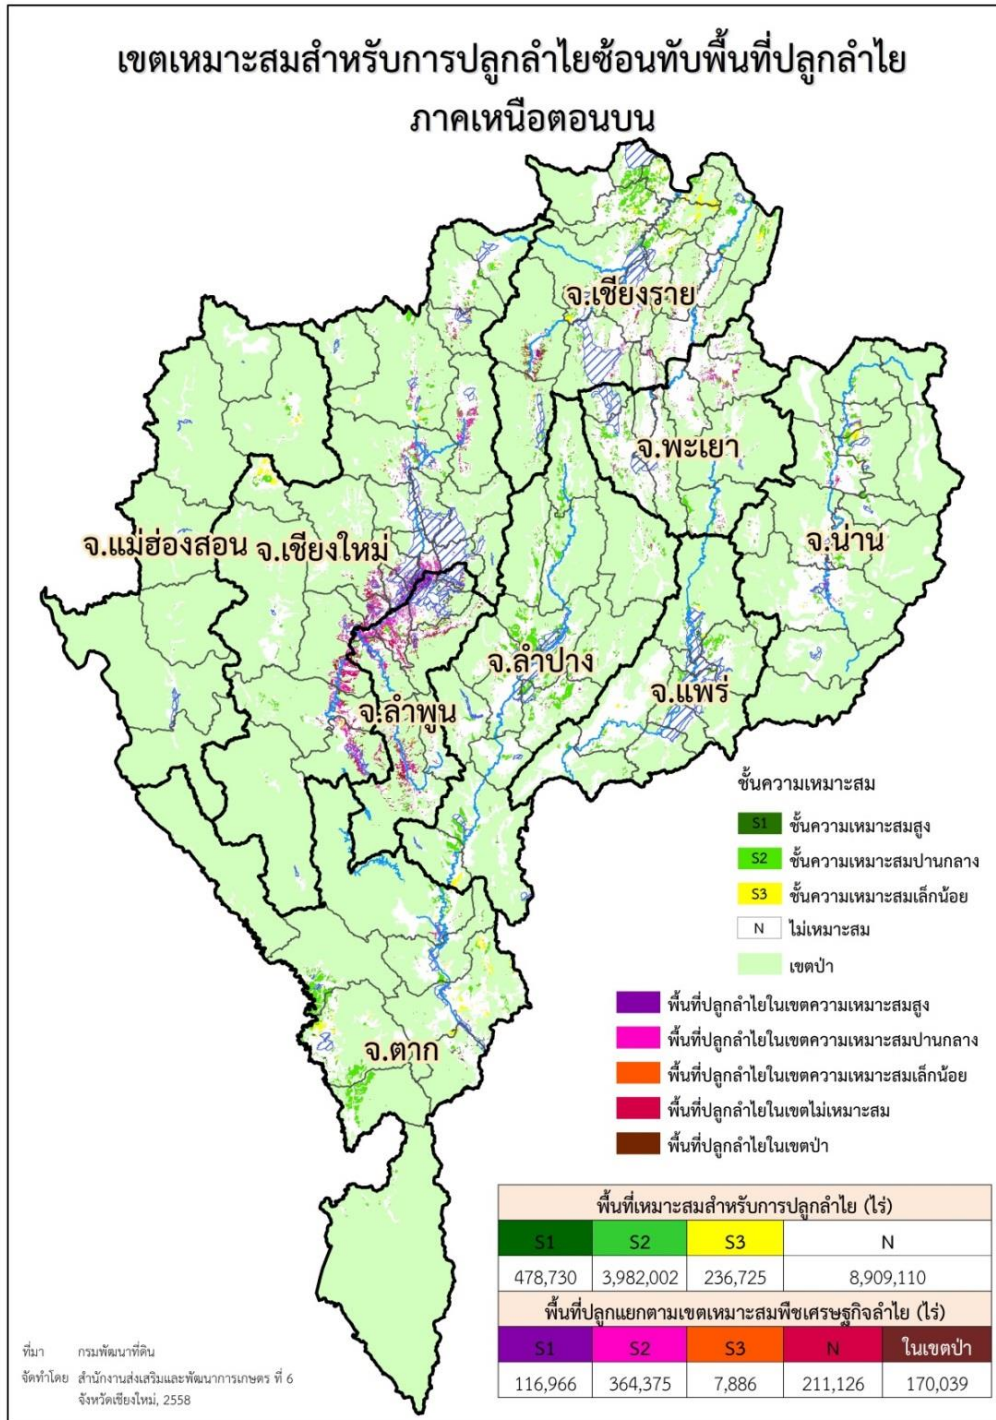 เขตเหมาะสมสำหรับการปลูกลำไยซ้อนทับพื้นที่ปลูกลำไย
ภาคเหนือตอนบน
จ.เชียงราย
จ.พะเยา
จ.น่าน
จ.แม่ฮ่องสอน
จ.เชียงใหม่
จ.ลำปาง
จ.แพร่
จ.ลำพูน
จ.ตาก
ชั้นความเหมาะสม
S1 ชั้นความเหมาะสมสูง
S2 ชั้นความเหมาะสมปานกลาง
S3 ชั้นความเหมาะสมเล็กน้อย
N ไม่เหมาะสม
เขตป่า
พื้นที่ปลูกลำไยในเขตความเหมาะสมสูง
พื้นที่ปลูกลำไยในเขตความเหมาะสมปานกลาง
พื้นที่ปลูกลำไยในเขตความเหมาะสมเล็กน้อย
พื้นที่ปลูกลำไยในเขตไม่เหมาะสม
พื้นที่ปลูกลำไยในเขตป่า
พื้นที่เหมาะสมสำหรับการปลูกลำไย (ไร่)
S1 S2 S3 N
478,730 3,982,002 236,725 8,909,110
พื้นที่ปลูกแยกตามเขตเหมาะสมพืชเศรษฐกิจลำไย (ไร่)
S1 S2 S3 N ในเขตป่า
116,966 364,375 7,886 211,126 170,039
ที่มา กรมพัฒนาที่ดิน
จัดทำโดย สำนักงานส่งเสริมและพัฒนาการเกษตร ที่ 6
จังหวัดเชียงใหม่, 2558